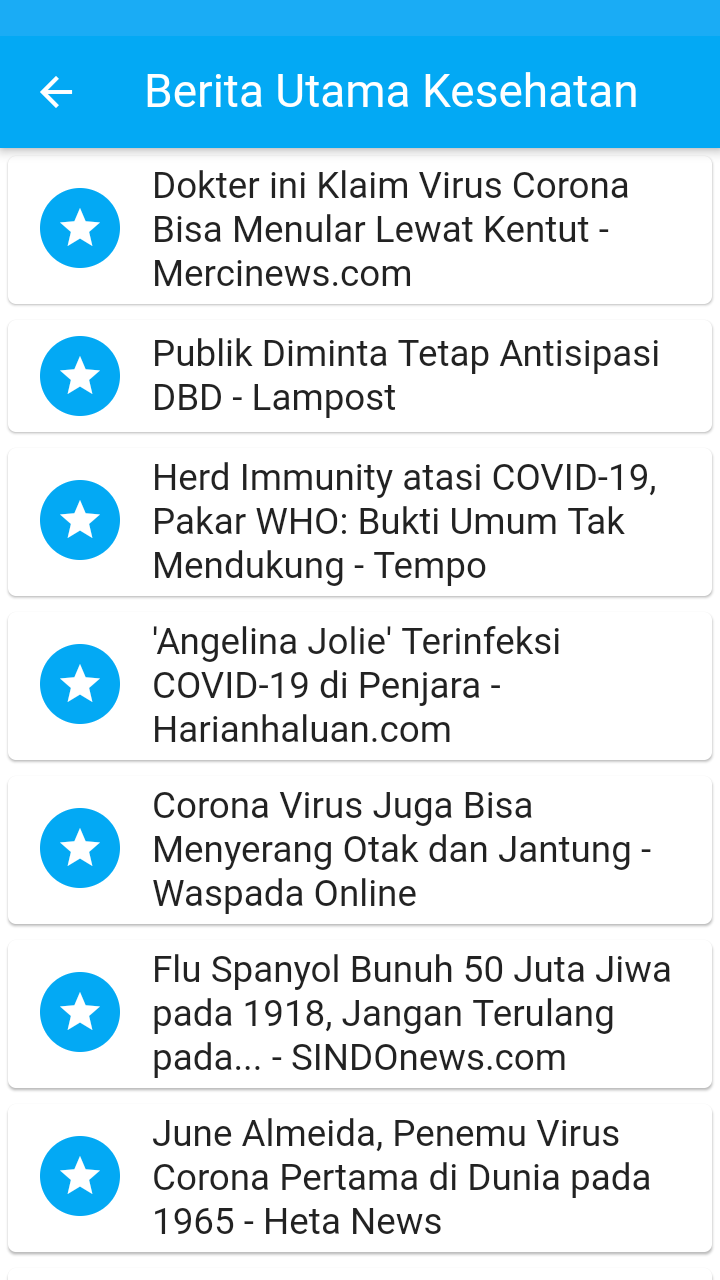 Berita Utama Kesehatan
Dokter ini Klaim Virus Corona
Bisa Menular Lewat Kentut -
Mercinews.com
Publik Diminta Tetap Antisipasi
DBD - Lampost
Herd Immunity atasi COVID-19,
Pakar WHO: Bukti Umum Tak
Mendukung - Tempo
'Angelina Jolie' Terinfeksi
COVID-19 di Penjara -
Harianhaluan.com
Corona Virus Juga Bisa
Menyerang Otak dan Jantung -
Waspada Online
Flu Spanyol Bunuh 50 Juta Jiwa
pada 1918, Jangan Terulang
pada... - SINDOnews.com
June Almeida, Penemu Virus
Corona Pertama di Dunia pada
1965 - Heta News